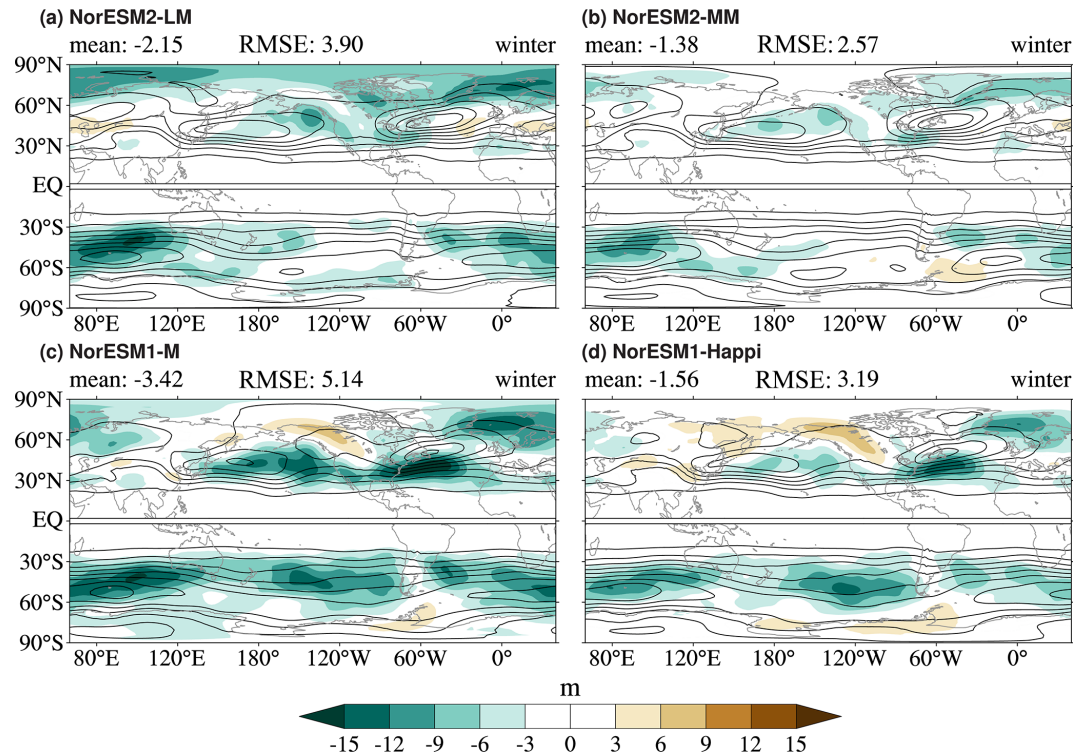 (a) NorESM2-LM
mean: -2.15 RMSE: 3.90 winter
90°N
60°N
30°N
EQ
30°S
60°S
90°S
80°E 120°E 180° 120°W 60°W 0°
(b) NorESM2-MM
mean: -1.38 RMSE: 2.57 winter
80°E 120°E 180° 120°W 60°W 0°
(c) NorESM1-M
mean: -3.42 RMSE: 5.14 winter
90°N
60°N
30°N
EQ
30°S
60°S
90°S
80°E 120°E 180° 120°W 60°W 0°
(d) NorESM1-Happi
mean: -1.56 RMSE: 3.19 winter
80°E 120°E 180° 120°W 60°W 0°
m
-15 -12 -9 -6 -3 0 3 6 9 12 15